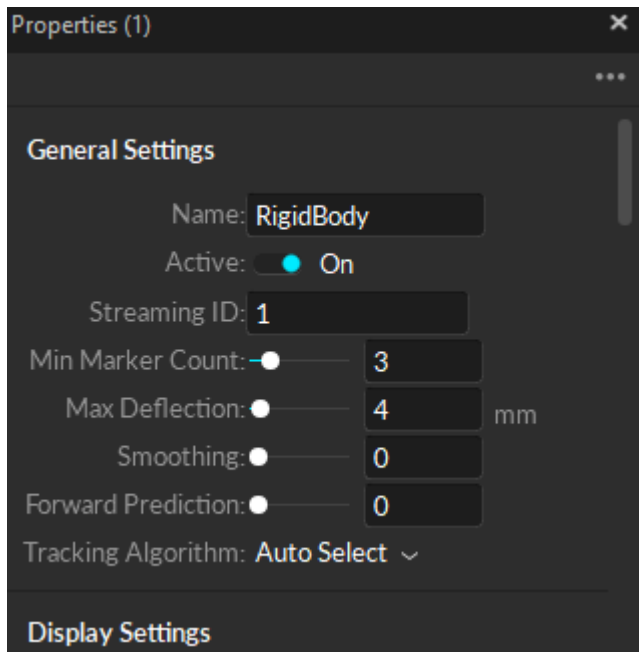 Properties (1)
General Settings
Name: RigidBody
Active: On
Streaming ID: 1
Min Marker Count: 3
Max Deflection: 4 mm
Smoothing: 0
Forward Prediction: 0
Tracking Algorithm: Auto Select
Display Settings